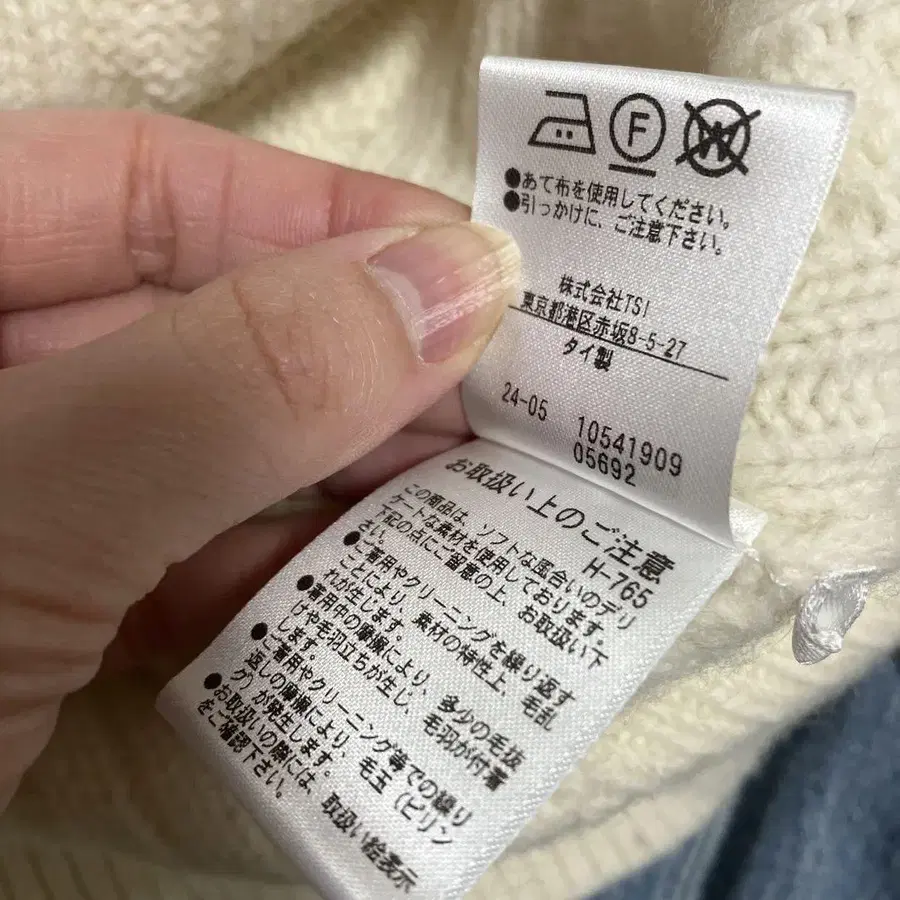 F
W
●あて布を使用してください。
●引っかけに、ご注意下さい。
株式会社TSI
東京都港区赤坂8-5-27
タイ製
24-05 10541909
05692
お取扱い上のご注意
H-765
この商品は、ソフトな風合いのデリ
ケートな素材を使用しております。
下記の点にご留意の上、お取扱い下
さい。
●ご着用やクリーニングを繰り返す
ことにより、素材の特性上、毛乱
れが生じます。
●着用中の摩擦により、多少の毛抜
けや毛羽立ちが生じ、毛羽が付着
します。
●ご着用やクリーニング等での繰り
返しの摩擦により、毛玉（ピリン
グ）が発生します。
●お取扱いの際には、取扱い絵表示
をご確認下さい。